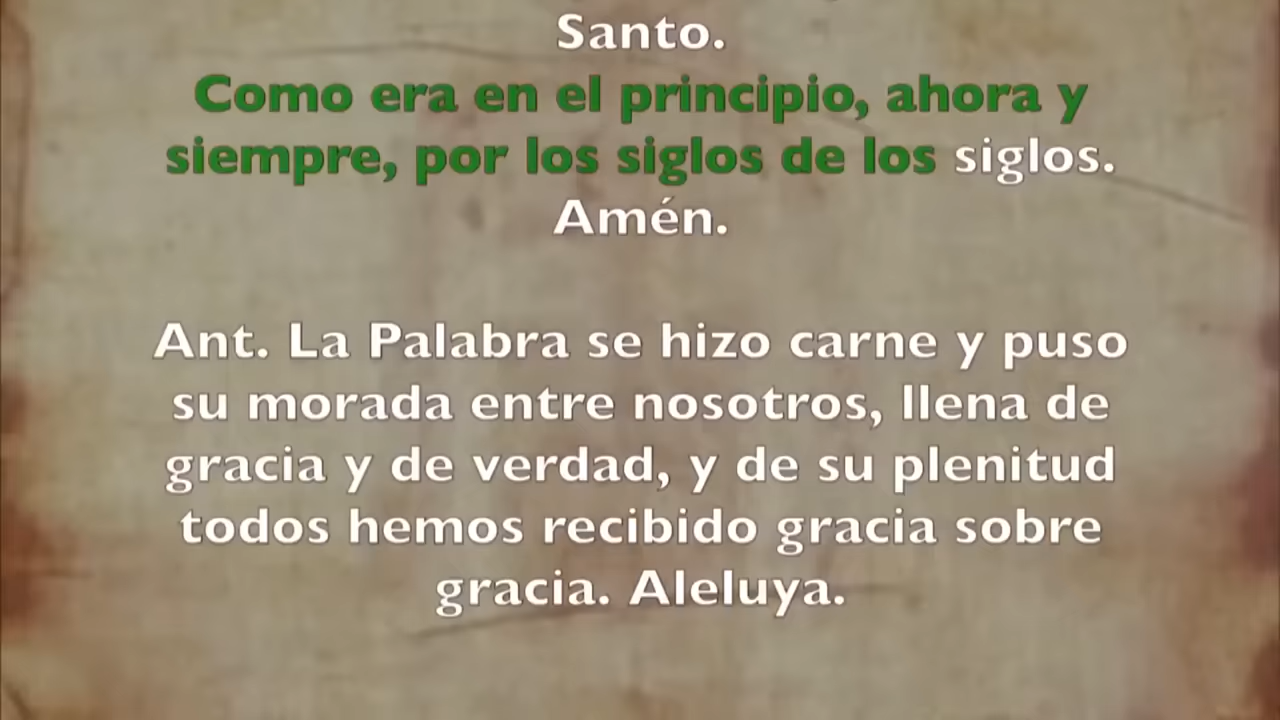 Santo.
Como era en el principio, ahora y
siempre, por los siglos de los siglos.
Amén.
Ant. La Palabra se hizo carne y puso
su morada entre nosotros, llena de
gracia y de verdad, y de su plenitud
todos hemos recibido gracia sobre
gracia. Aleluya.